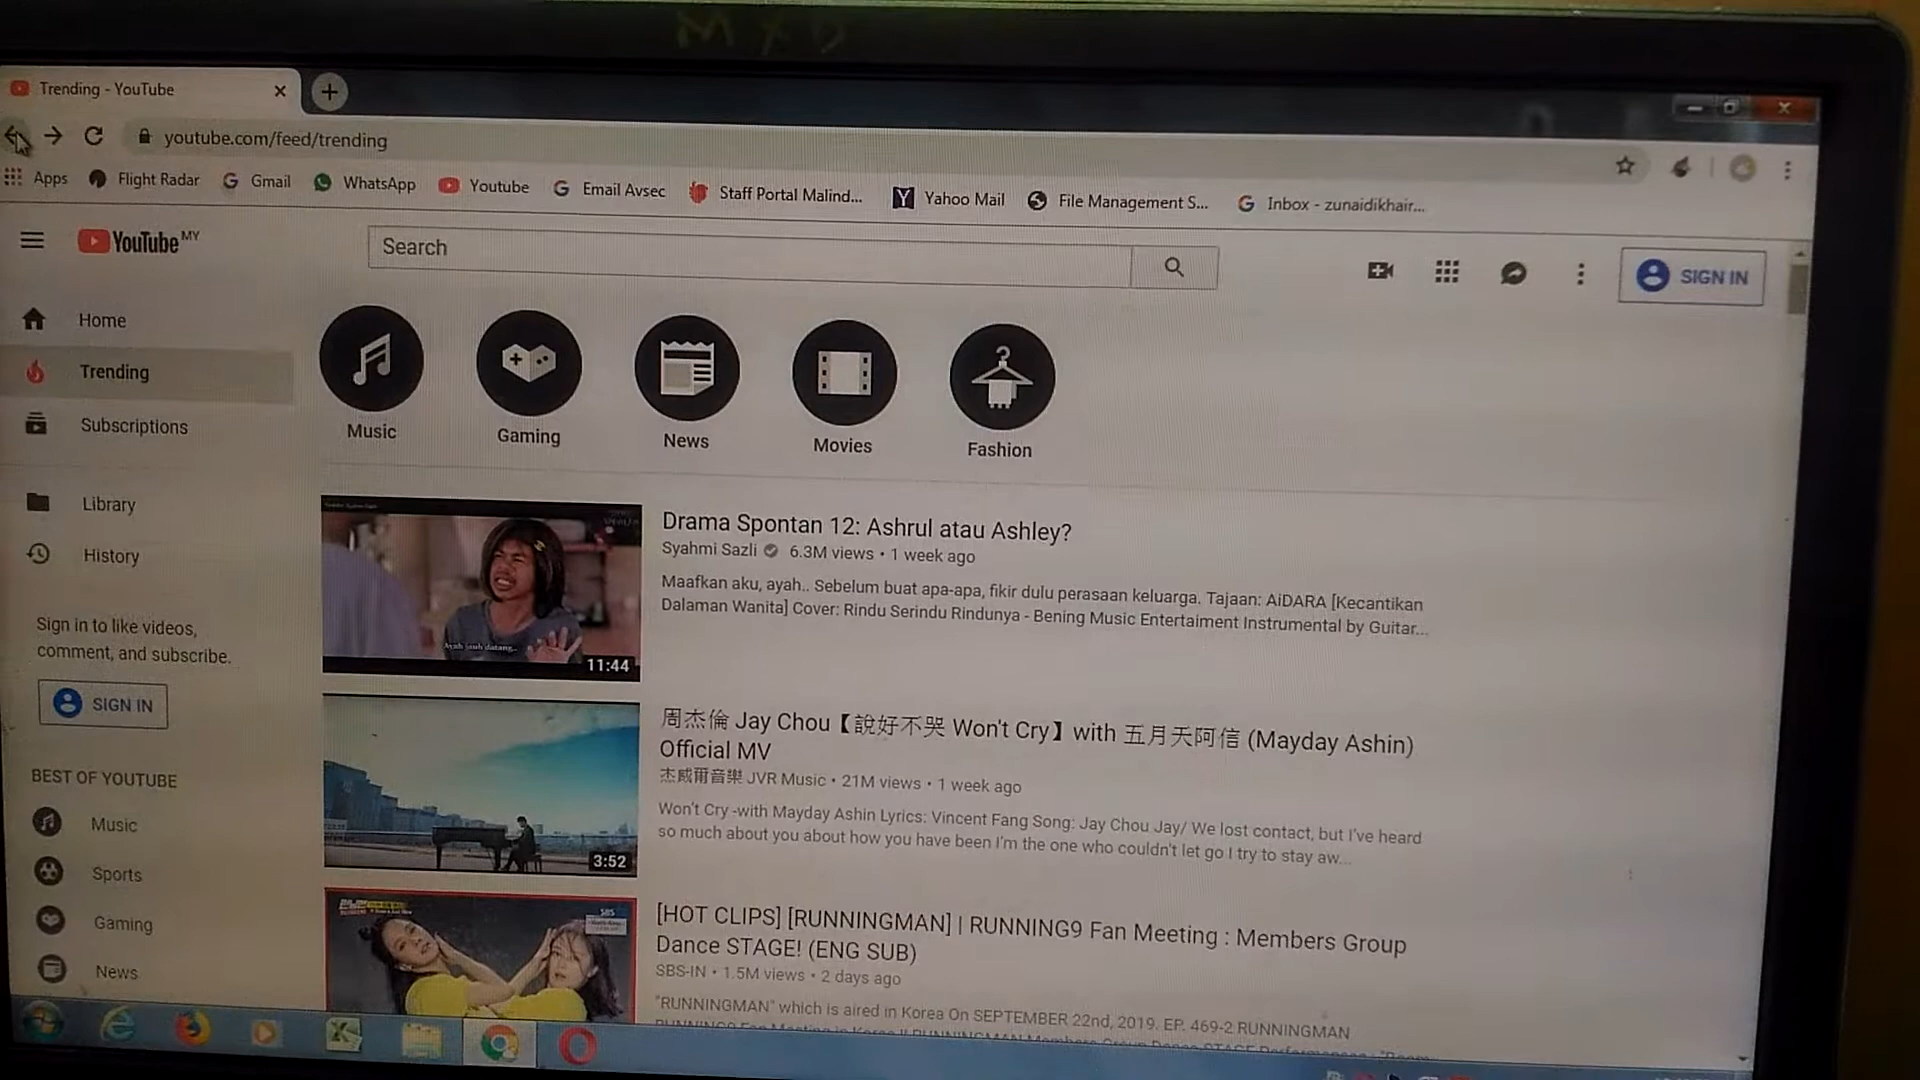 MXD
Trending - YouTube
youtube.com/feed/trending
Apps
Flight Radar
Gmail
WhatsApp
Youtube
Email Avsec
Staff Portal Malind...
Yahoo Mail
File Management S...
Inbox - zunaidikhair...
YouTube MY
Search
SIGN IN
Home
Trending
Subscriptions
Library
History
Sign in to like videos,
comment, and subscribe.
SIGN IN
BEST OF YOUTUBE
Music
Sports
Gaming
News
Music
Gaming
News
Movies
Fashion
Ayah jauh datang...
11:44
Drama Spontan 12: Ashrul atau Ashley?
Syahmi Sazli 6.3M views • 1 week ago
Maafkan aku, ayah.. Sebelum buat apa-apa, fikir dulu perasaan keluarga. Tajaan: AiDARA [Kecantikan
Dalaman Wanita] Cover: Rindu Serindu Rindunya - Bening Music Entertaiment Instrumental by Guitar...
3:52
周杰倫 Jay Chou【說好不哭 Won't Cry】with 五月天阿信 (Mayday Ashin)
Official MV
杰威爾音樂 JVR Music • 21M views • 1 week ago
Won't Cry -with Mayday Ashin Lyrics: Vincent Fang Song: Jay Chou Jay/ We lost contact, but I've heard
so much about you about how you have been I'm the one who couldn't let go I try to stay aw...
SBS
[HOT CLIPS] [RUNNINGMAN] | RUNNING9 Fan Meeting : Members Group
Dance STAGE! (ENG SUB)
SBS-IN • 1.5M views • 2 days ago
"RUNNINGMAN" which is aired in Korea On SEPTEMBER 22nd, 2019. EP. 469-2 RUNNINGMAN